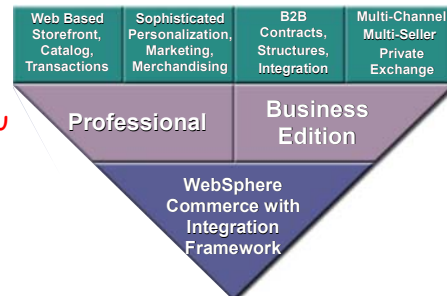 Web Based
Storefront,
Catalog,
Transactions
Sophisticated
Personalization,
Marketing,
Merchandising
B2B
Contracts,
Structures,
Integration
Multi-Channel
Multi-Seller
Private
Exchange
Professional
Business
Edition
WebSphere
Commerce with
Integration
Framework